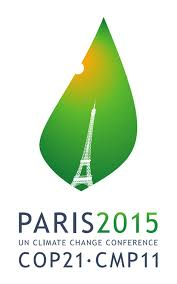 PARIS2015
UN CLIMATE CHANGE CONFERENCE
COP21·CMP11